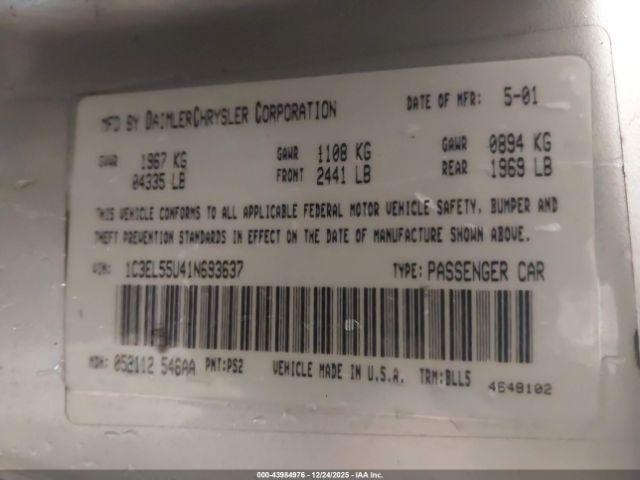 MFD BY DAIMLERCHRYSLER CORPORATION DATE OF MFR: 5-01
GVWR 1967 KG GAWR 1108 KG GAWR 0894 KG
04335 LB FRONT 2441 LB REAR 1969 LB
THIS VEHICLE CONFORMS TO ALL APPLICABLE FEDERAL MOTOR VEHICLE SAFETY, BUMPER AND
THEFT PREVENTION STANDARDS IN EFFECT ON THE DATE OF MANUFACTURE SHOWN ABOVE.
VIN: 1C3EL55U41N693637 TYPE: PASSENGER CAR
MDH: 052112 546AA PNT:PS2 VEHICLE MADE IN U.S.A. TRM:BLL5 4648102
000-43984976 - 12/24/2025 - IAA Inc.